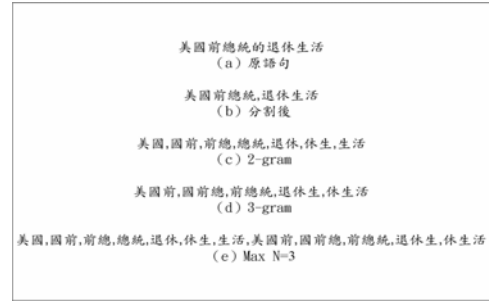 美國前總統的退休生活
（a）原語句
美國前總統,退休生活
（b）分割後
美國,國前,前總,總統,退休,休生,生活
（c）2-gram
美國前,國前總,前總統,退休生,休生活
（d）3-gram
美國,國前,前總,總統,退休,休生,生活,美國前,國前總,前總統,退休生,休生活
（e）Max N=3